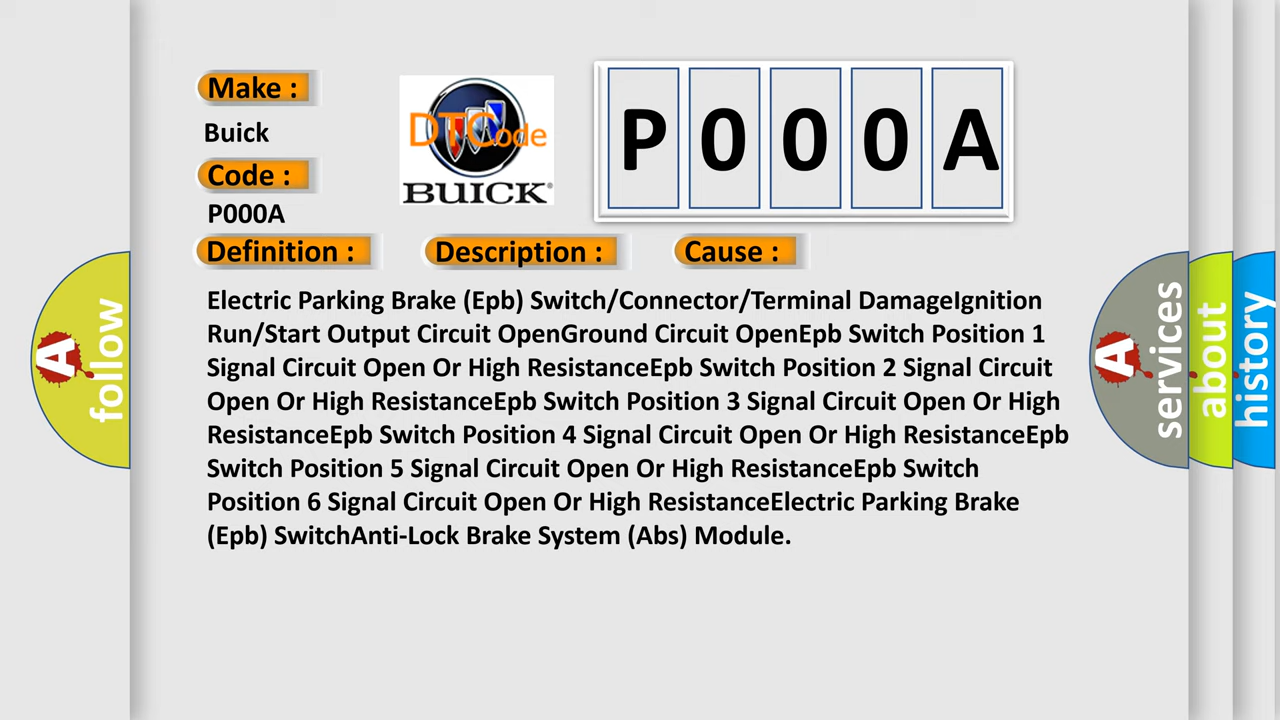 Make :
Buick
Code :
P000A
DTCode
BUICK
P000A
Definition :
Description :
Cause :
Electric Parking Brake (Epb) Switch/Connector/Terminal DamageIgnition
Run/Start Output Circuit OpenGround Circuit OpenEpb Switch Position 1
Signal Circuit Open Or High ResistanceEpb Switch Position 2 Signal Circuit
Open Or High ResistanceEpb Switch Position 3 Signal Circuit Open Or High
ResistanceEpb Switch Position 4 Signal Circuit Open Or High ResistanceEpb
Switch Position 5 Signal Circuit Open Or High ResistanceEpb Switch
Position 6 Signal Circuit Open Or High ResistanceElectric Parking Brake
(Epb) SwitchAnti-Lock Brake System (Abs) Module.
A
follow
A
services
about
history